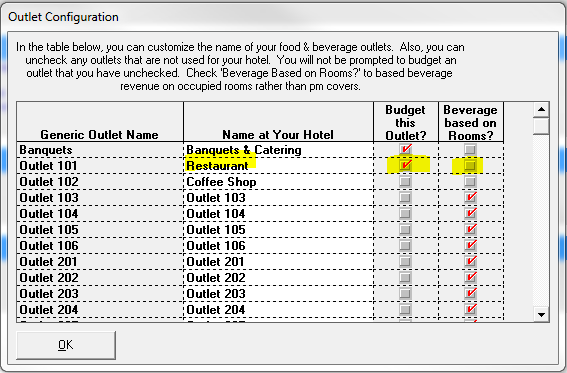 Outlet Configuration
In the table below, you can customize the name of your food & beverage outlets. Also, you can
uncheck any outlets that are not used for your hotel. You will not be prompted to budget an
outlet that you have unchecked. Check 'Beverage Based on Rooms?' to based beverage
revenue on occupied rooms rather than pm covers.
Generic Outlet Name Name at Your Hotel Budget this Outlet? Beverage based on Rooms?
Banquets Banquets & Catering
Outlet 101 Restaurant
Outlet 102 Coffee Shop
Outlet 103 Outlet 103
Outlet 104 Outlet 104
Outlet 105 Outlet 105
Outlet 106 Outlet 106
Outlet 201 Outlet 201
Outlet 202 Outlet 202
Outlet 203 Outlet 203
Outlet 204 Outlet 204
OK